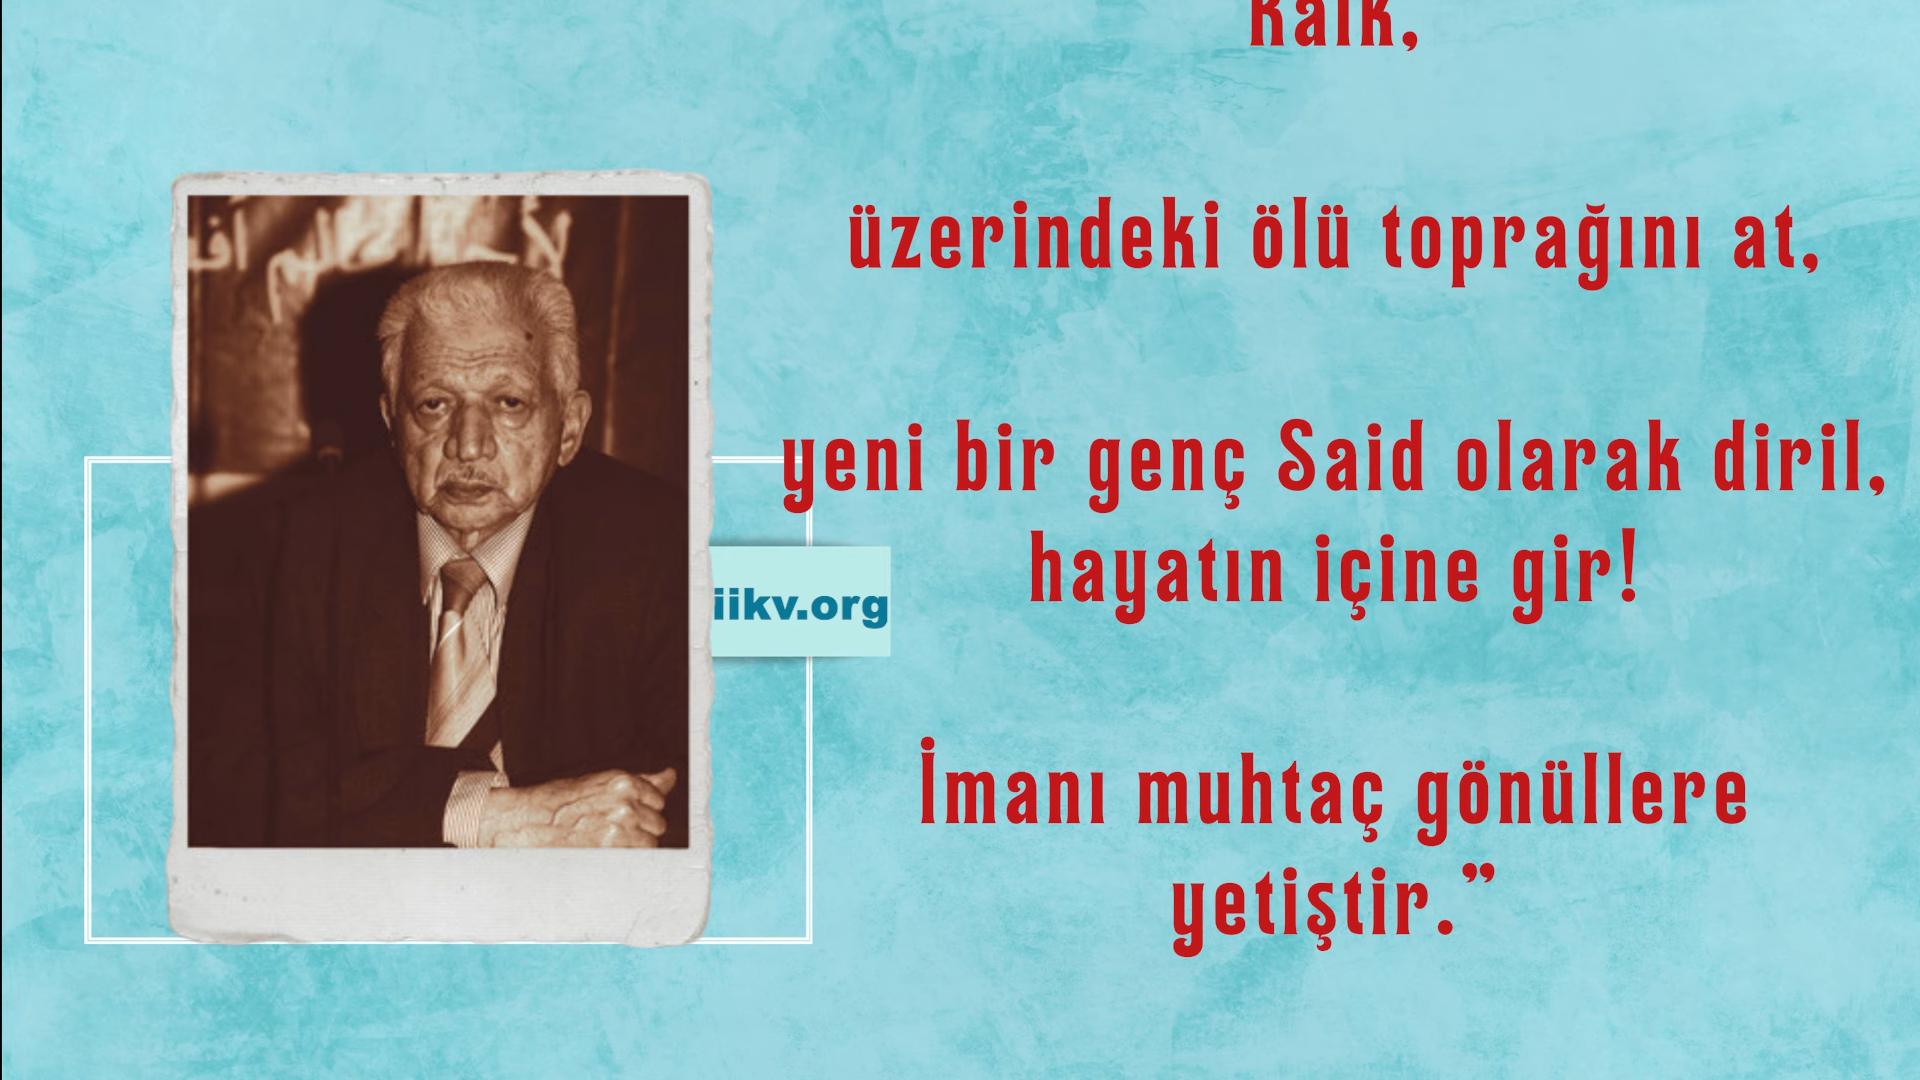 Kalk,
üzerindeki ölü toprağını at,
yeni bir genç Said olarak diril,
hayatın içine gir!
iikv.org
İmanı muhtaç gönüllere
yetiştir.”